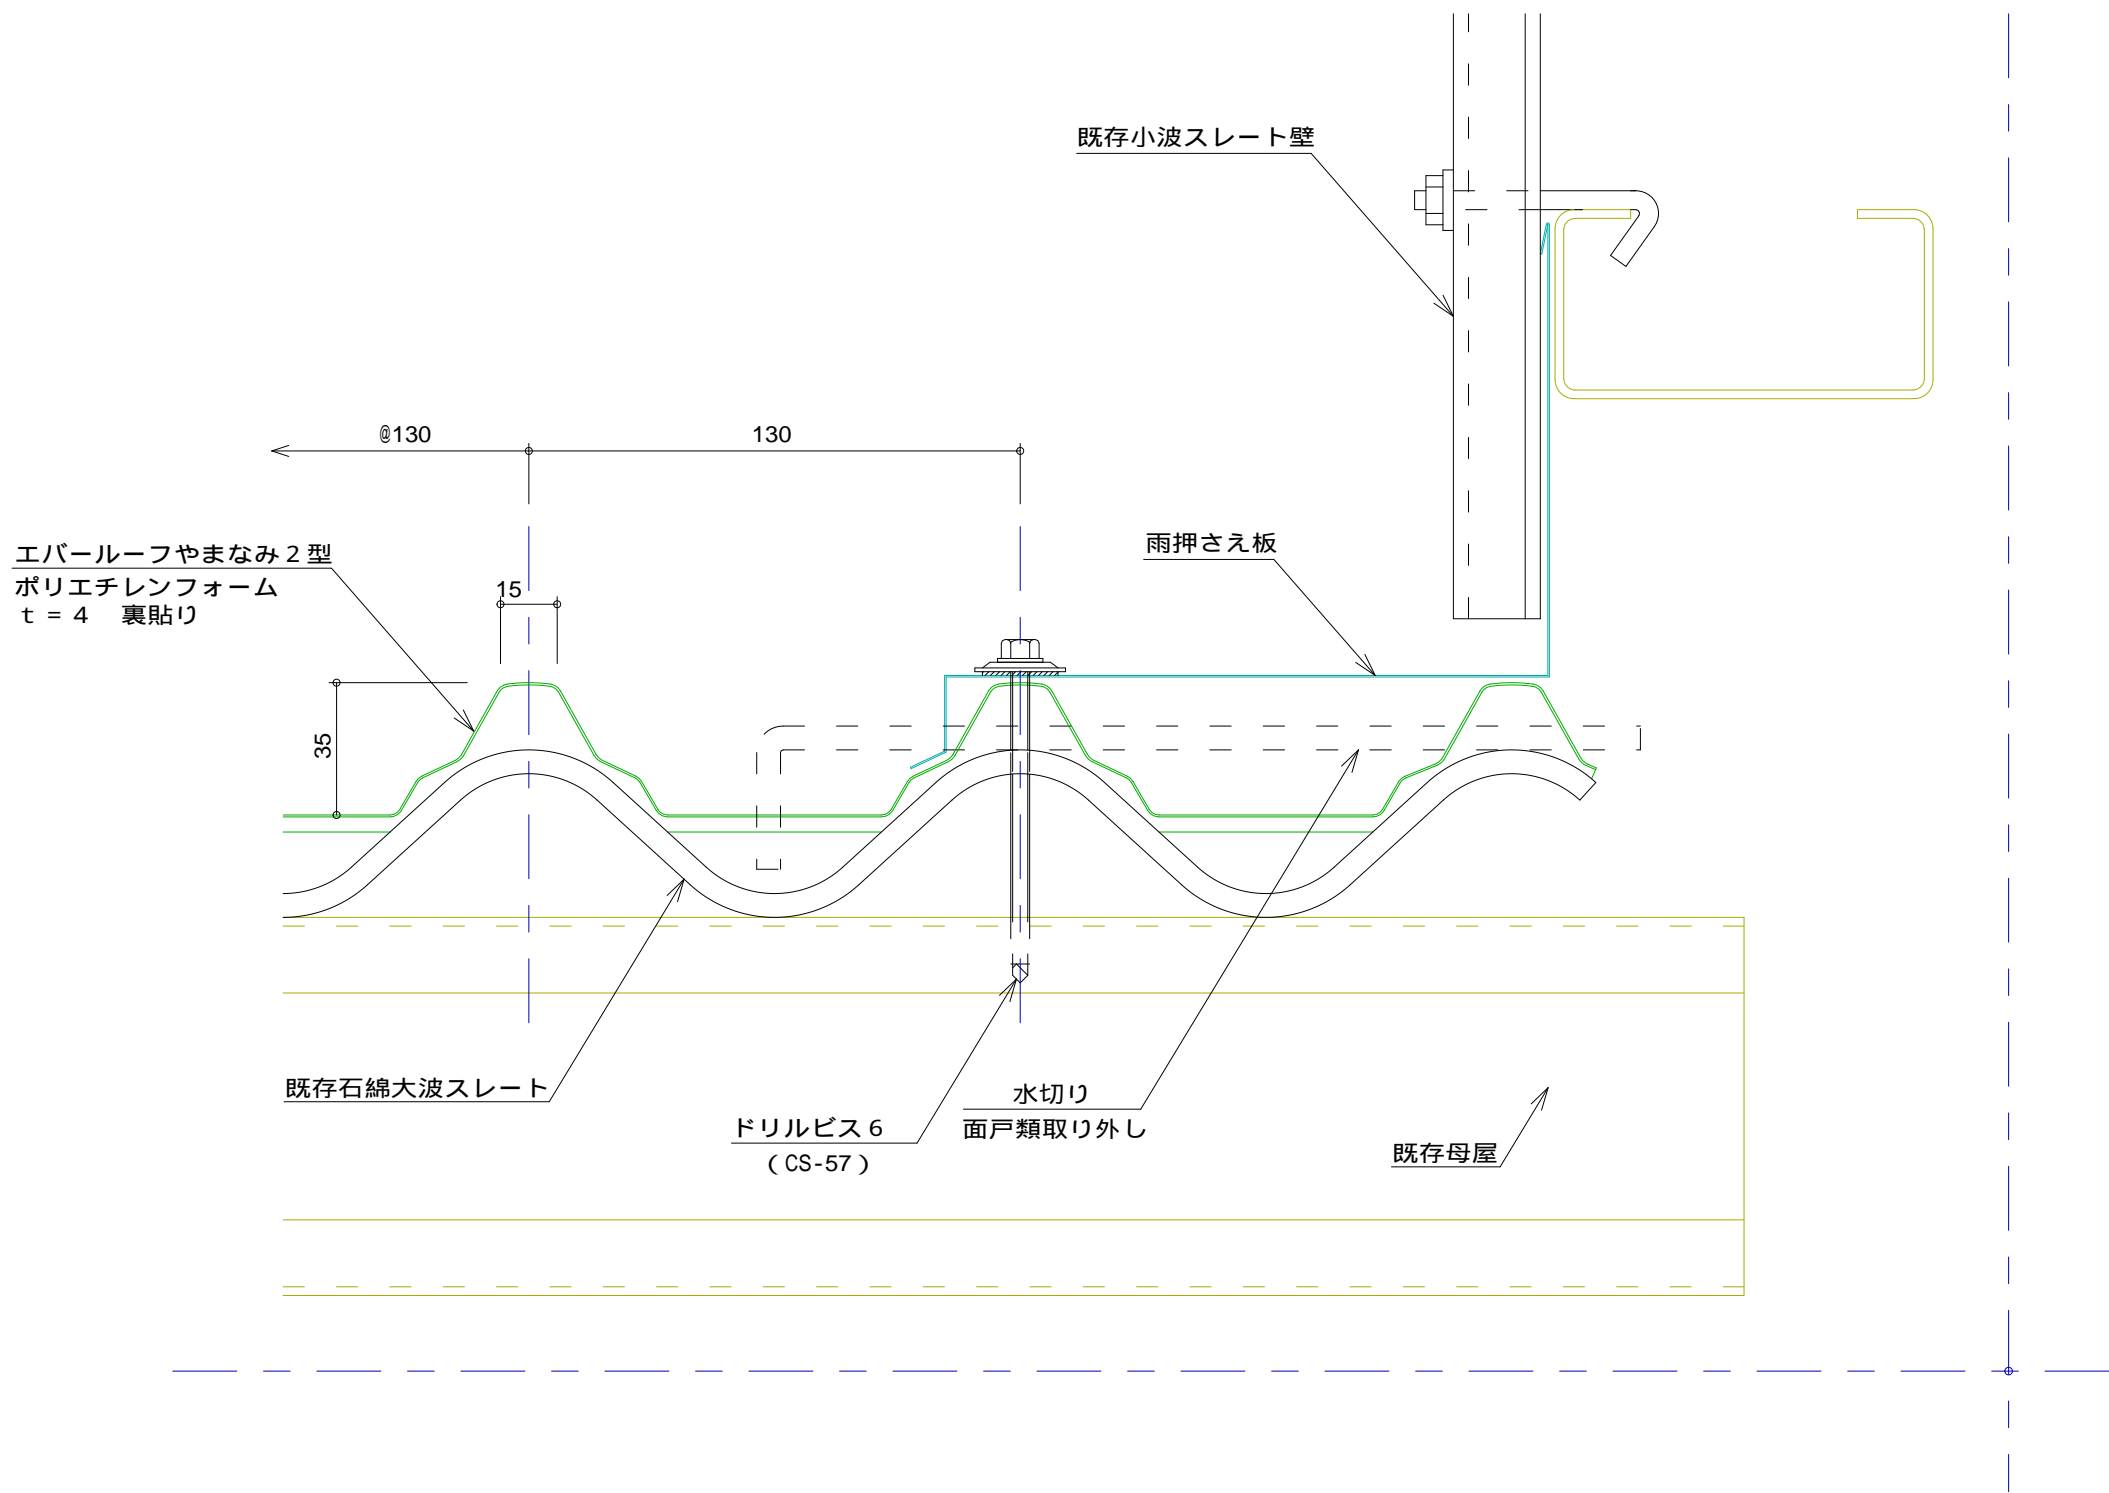 既存小波スレート壁
@130
130
エバールーフやまなみ２型
ポリエチレンフォーム
ｔ＝４　裏貼り
15
雨押さえ板
35
既存石綿大波スレート
ドリルビス６
（CS-57）
水切り
面戸類取り外し
既存母屋